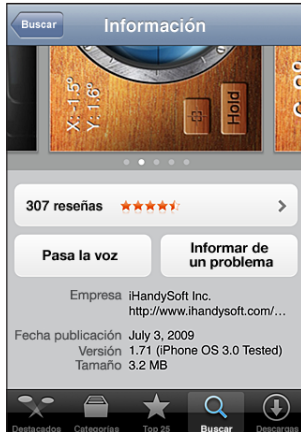 Buscar
Información
X:-1.5°
Y: 1.6°
Hold
307 reseñas
Pasa la voz
Informar de
un problema
Empresa iHandySoft Inc.
http://www.ihandysoft.com/...
Fecha publicación July 3, 2009
Versión 1.71 (iPhone OS 3.0 Tested)
Tamaño 3.2 MB
Destacados Categorías Top 25 Buscar Descargas